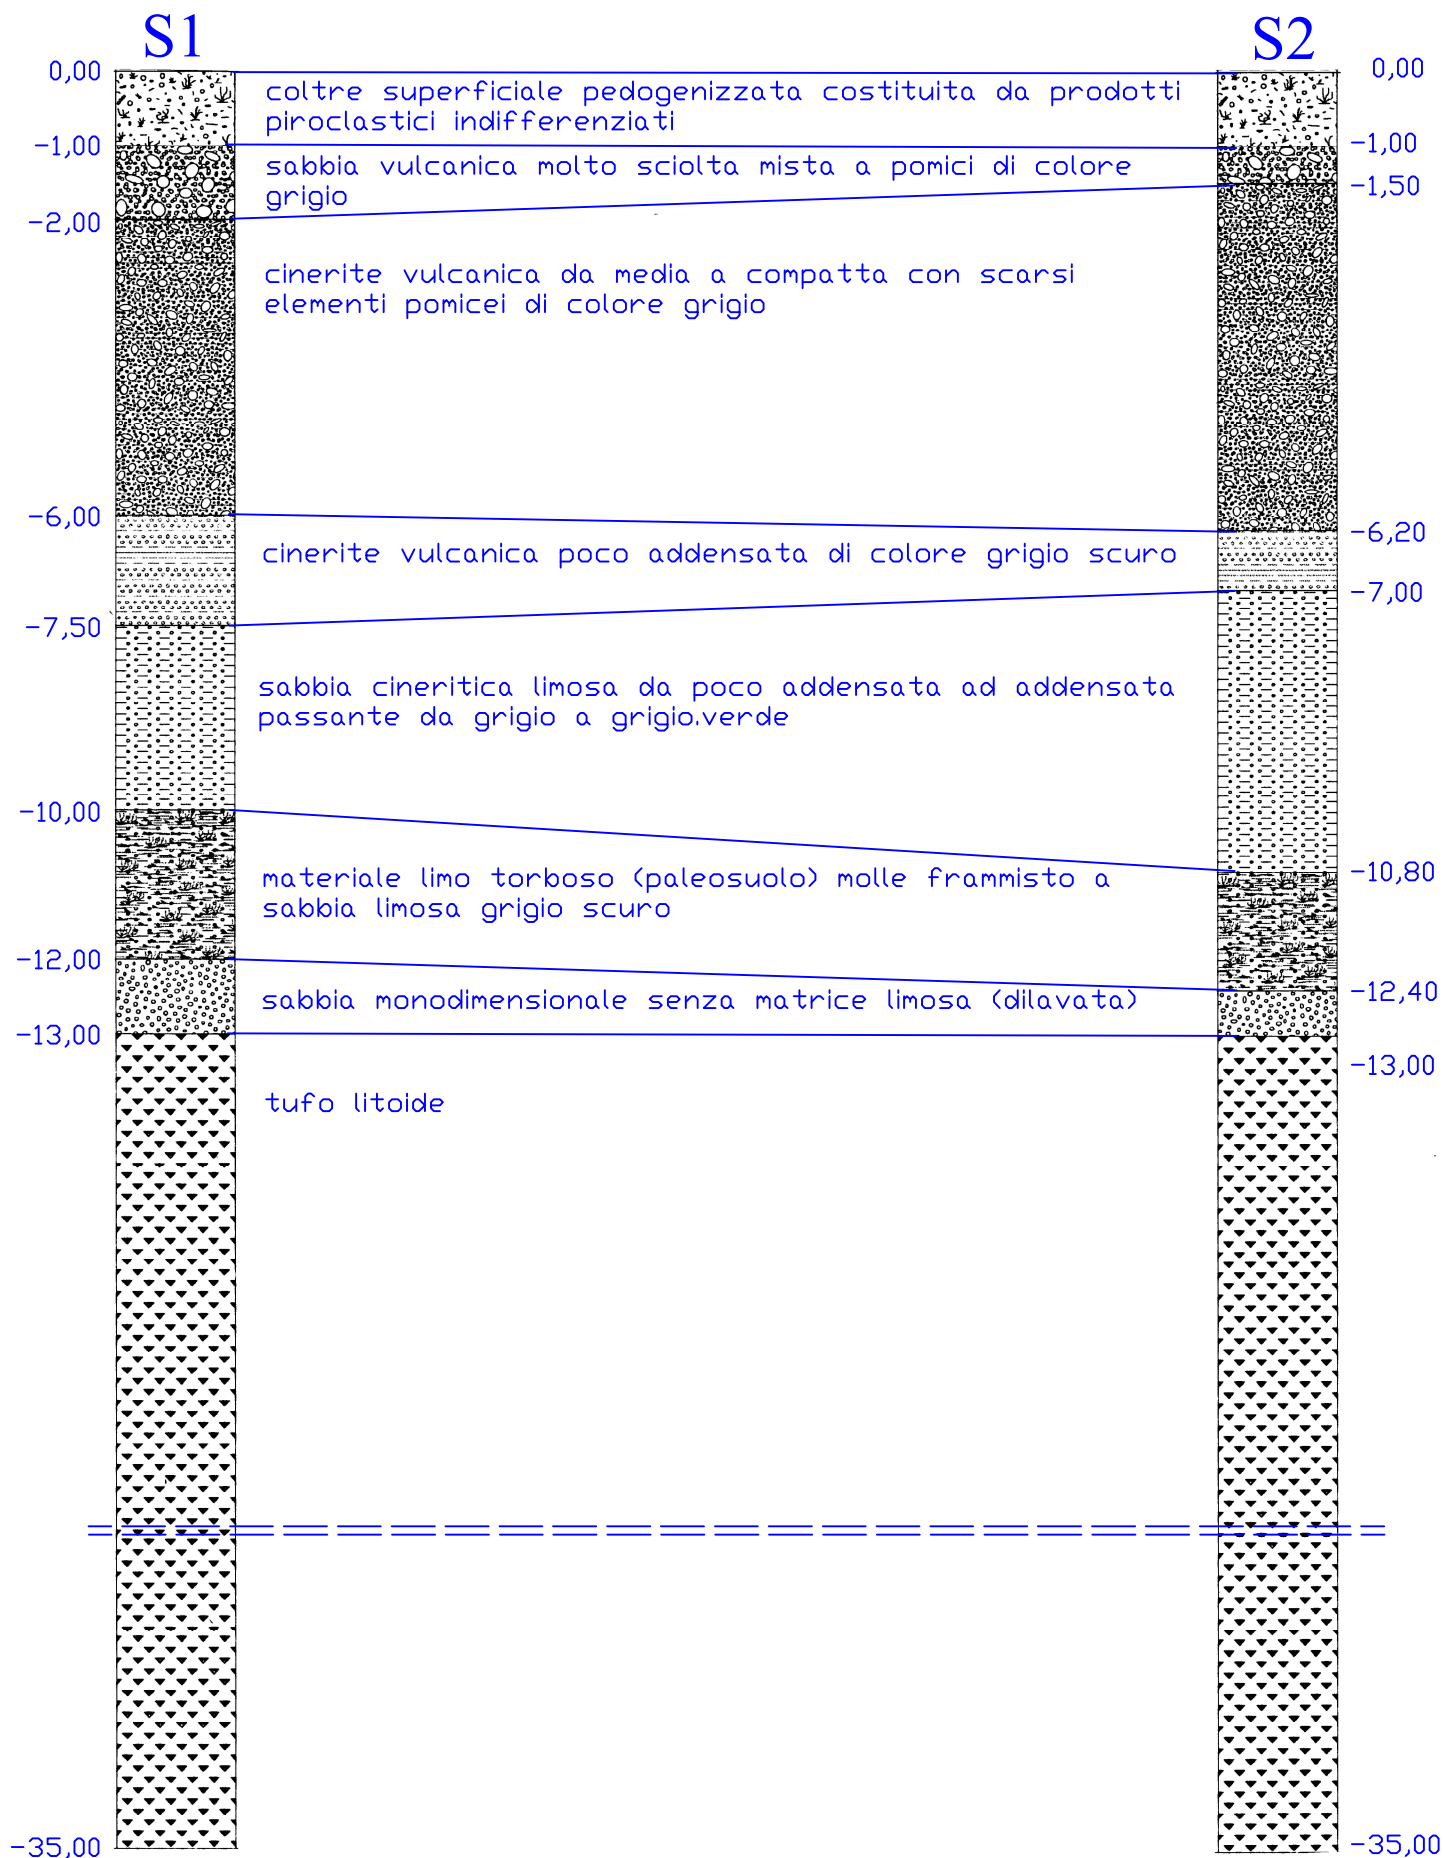 S1 S2
0,00 0,00
coltre superficiale pedogenizzata costituita da prodotti
piroclastici indifferenziati
-1,00 -1,00
sabbia vulcanica molto sciolta mista a pomici di colore
grigio
-1,50
-2,00
cinerite vulcanica da media a compatta con scarsi
elementi pomicei di colore grigio
-6,00 -6,20
cinerite vulcanica poco addensata di colore grigio scuro
-7,00
-7,50
sabbia cineritica limosa da poco addensata ad addensata
passante da grigio a grigio.verde
-10,00
-10,80
materiale limo torboso (paleosuolo) molle frammisto a
sabbia limosa grigio scuro
-12,00
-12,40
sabbia monodimensionale senza matrice limosa (dilavata)
-13,00
-13,00
tufo litoide
-35,00 -35,00